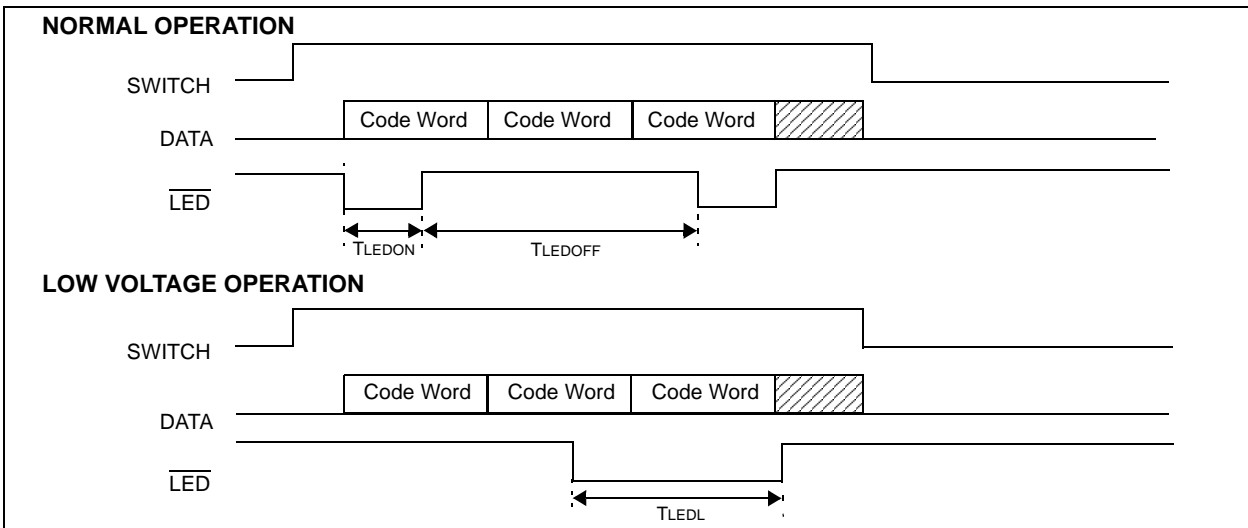 NORMAL OPERATION
SWITCH
Code Word Code Word Code Word
DATA
LED
TLEDON TLEDOFF
LOW VOLTAGE OPERATION
SWITCH
Code Word Code Word Code Word
DATA
LED
TLEDL